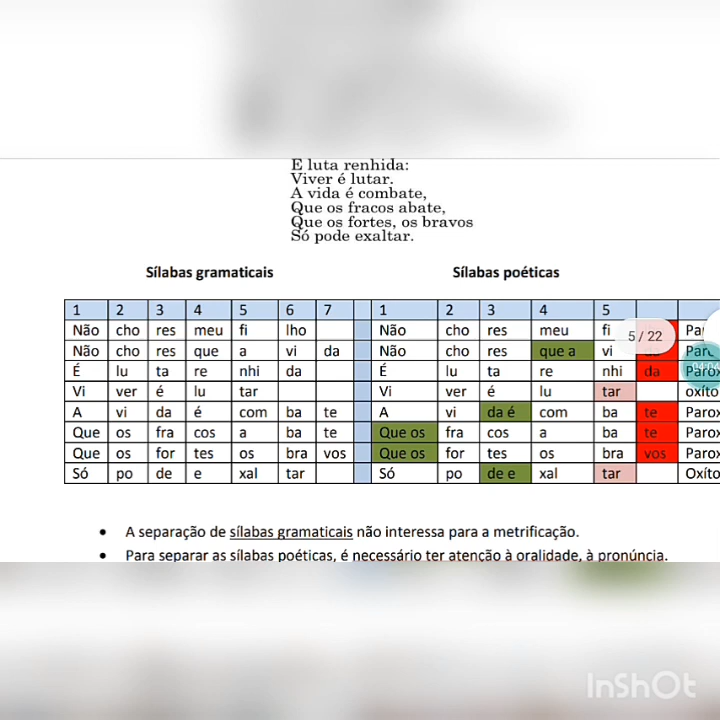 E luta renhida:
Viver é lutar.
A vida é combate,
Que os fracos abate,
Que os fortes, os bravos
Só pode exaltar.
Sílabas gramaticais Sílabas poéticas
1 2 3 4 5 6 7 1 2 3 4 5
Não cho res meu fi lho Não cho res meu fi 5 / 22
Não cho res que a vi da Não cho res que a vi
É lu ta re nhi da É lu ta re nhi da
Vi ver é lu tar Vi ver é lu tar oxíto
A vi da é com ba te A vi da é com ba te Parox
Que os fra cos a ba te Que os fra cos a ba te Parox
Que os for tes os bra vos Que os for tes os bra vos Parox
Só po de e xal tar Só po de e xal tar Oxíto
• A separação de sílabas gramaticais não interessa para a metrificação.
• Para separar as sílabas poéticas, é necessário ter atenção à oralidade, à pronúncia.
InShOt